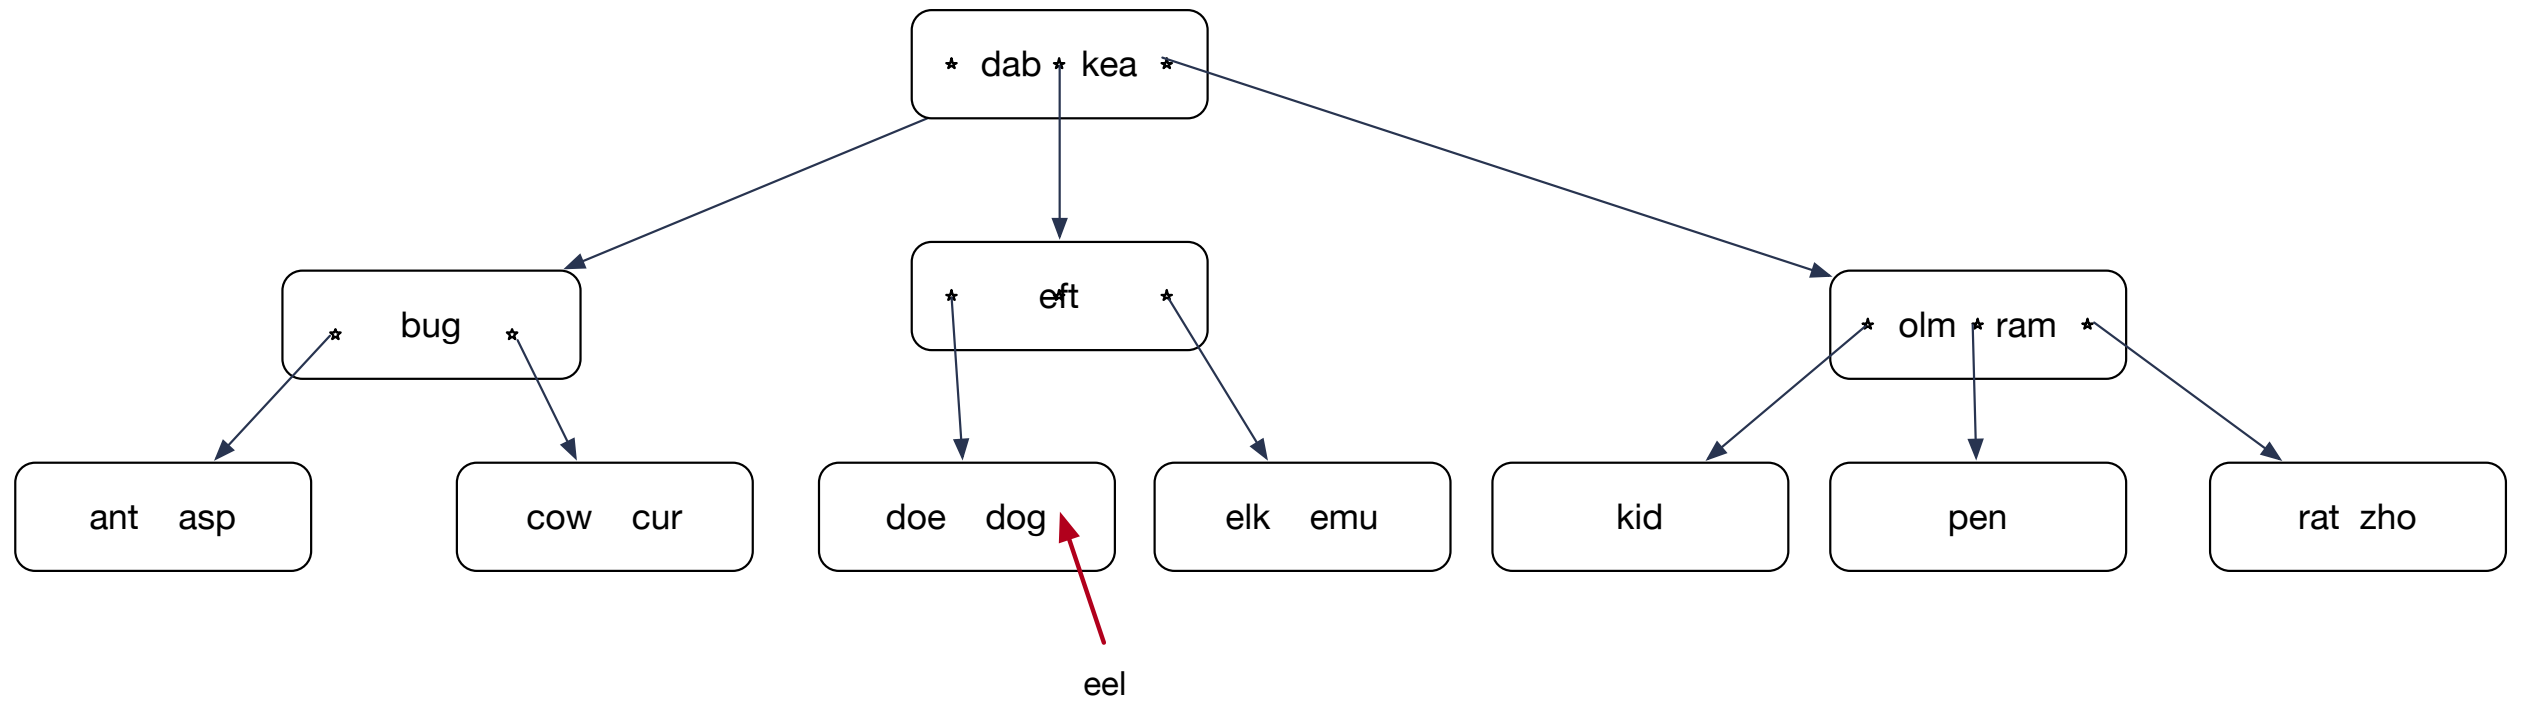 dab kea
bug
eft
olm ram
ant asp
cow cur
doe dog
elk emu
kid
pen
rat zho
eel